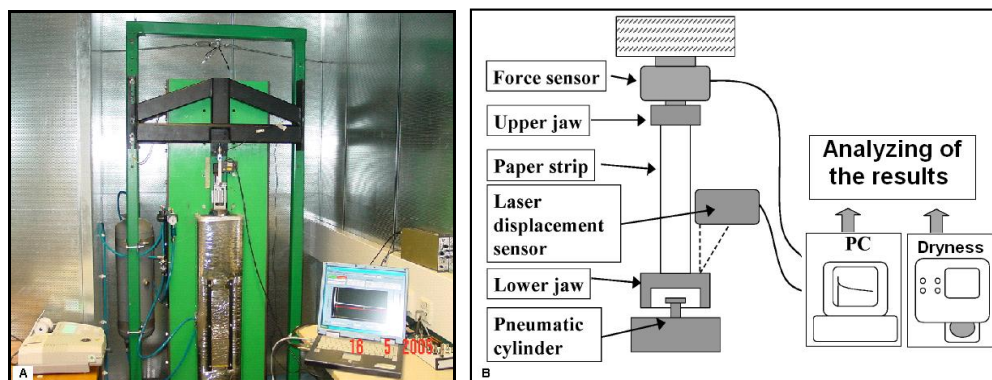 A
18 5 2005
Force sensor
Upper jaw
Paper strip
Laser
displacement
sensor
Lower jaw
Pneumatic
cylinder
Analyzing of
the results
PC
Dryness
B